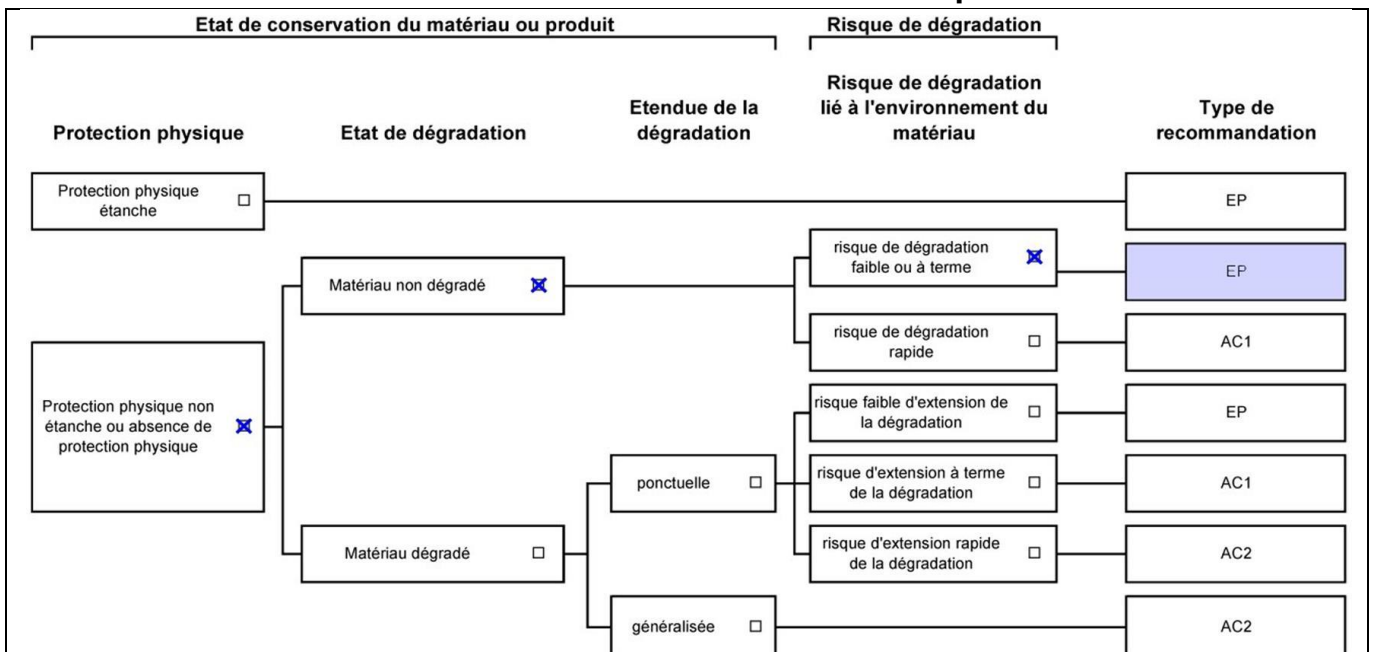 Etat de conservation du matériau ou produit
Risque de dégradation
Protection physique
Etat de dégradation
Etendue de la
dégradation
Risque de dégradation
lié à l'environnement du
matériau
Type de
recommandation
Protection physique
étanche
EP
risque de dégradation
faible ou à terme
EP
Matériau non dégradé
risque de dégradation
rapide
AC1
Protection physique non
étanche ou absence de
protection physique
risque faible d'extension de
la dégradation
EP
ponctuelle
risque d'extension à terme
de la dégradation
AC1
Matériau dégradé
risque d'extension rapide
de la dégradation
AC2
généralisée
AC2